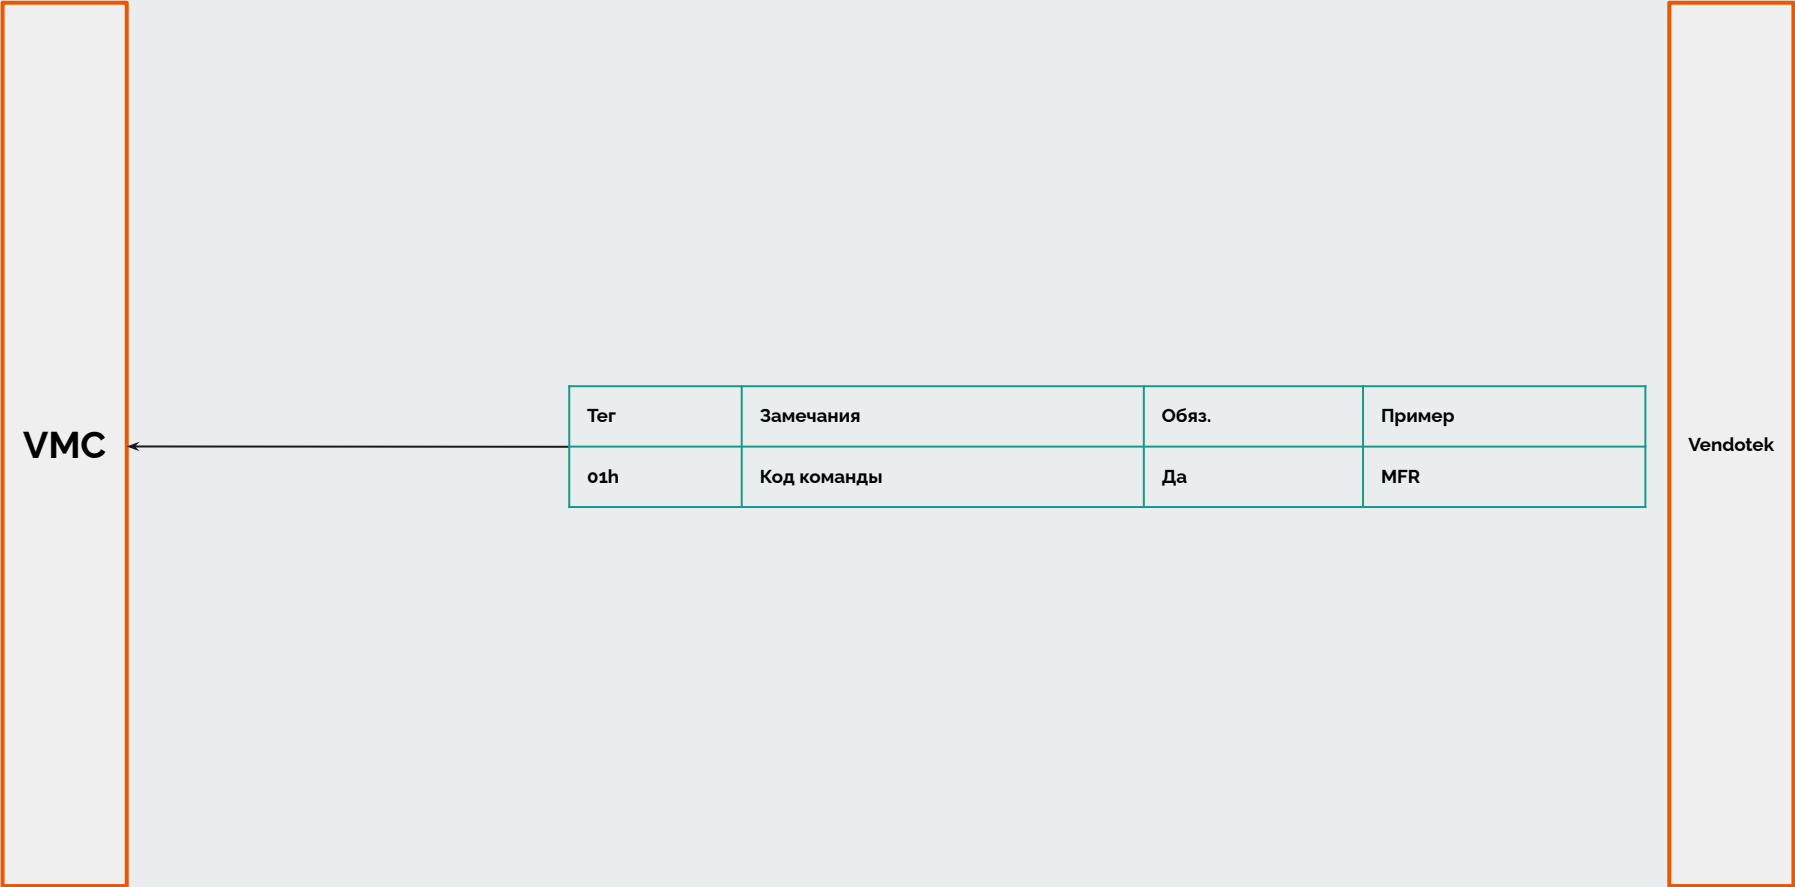 VMC
Тег Замечания Обяз. Пример
01h Код команды Да MFR
Vendotek